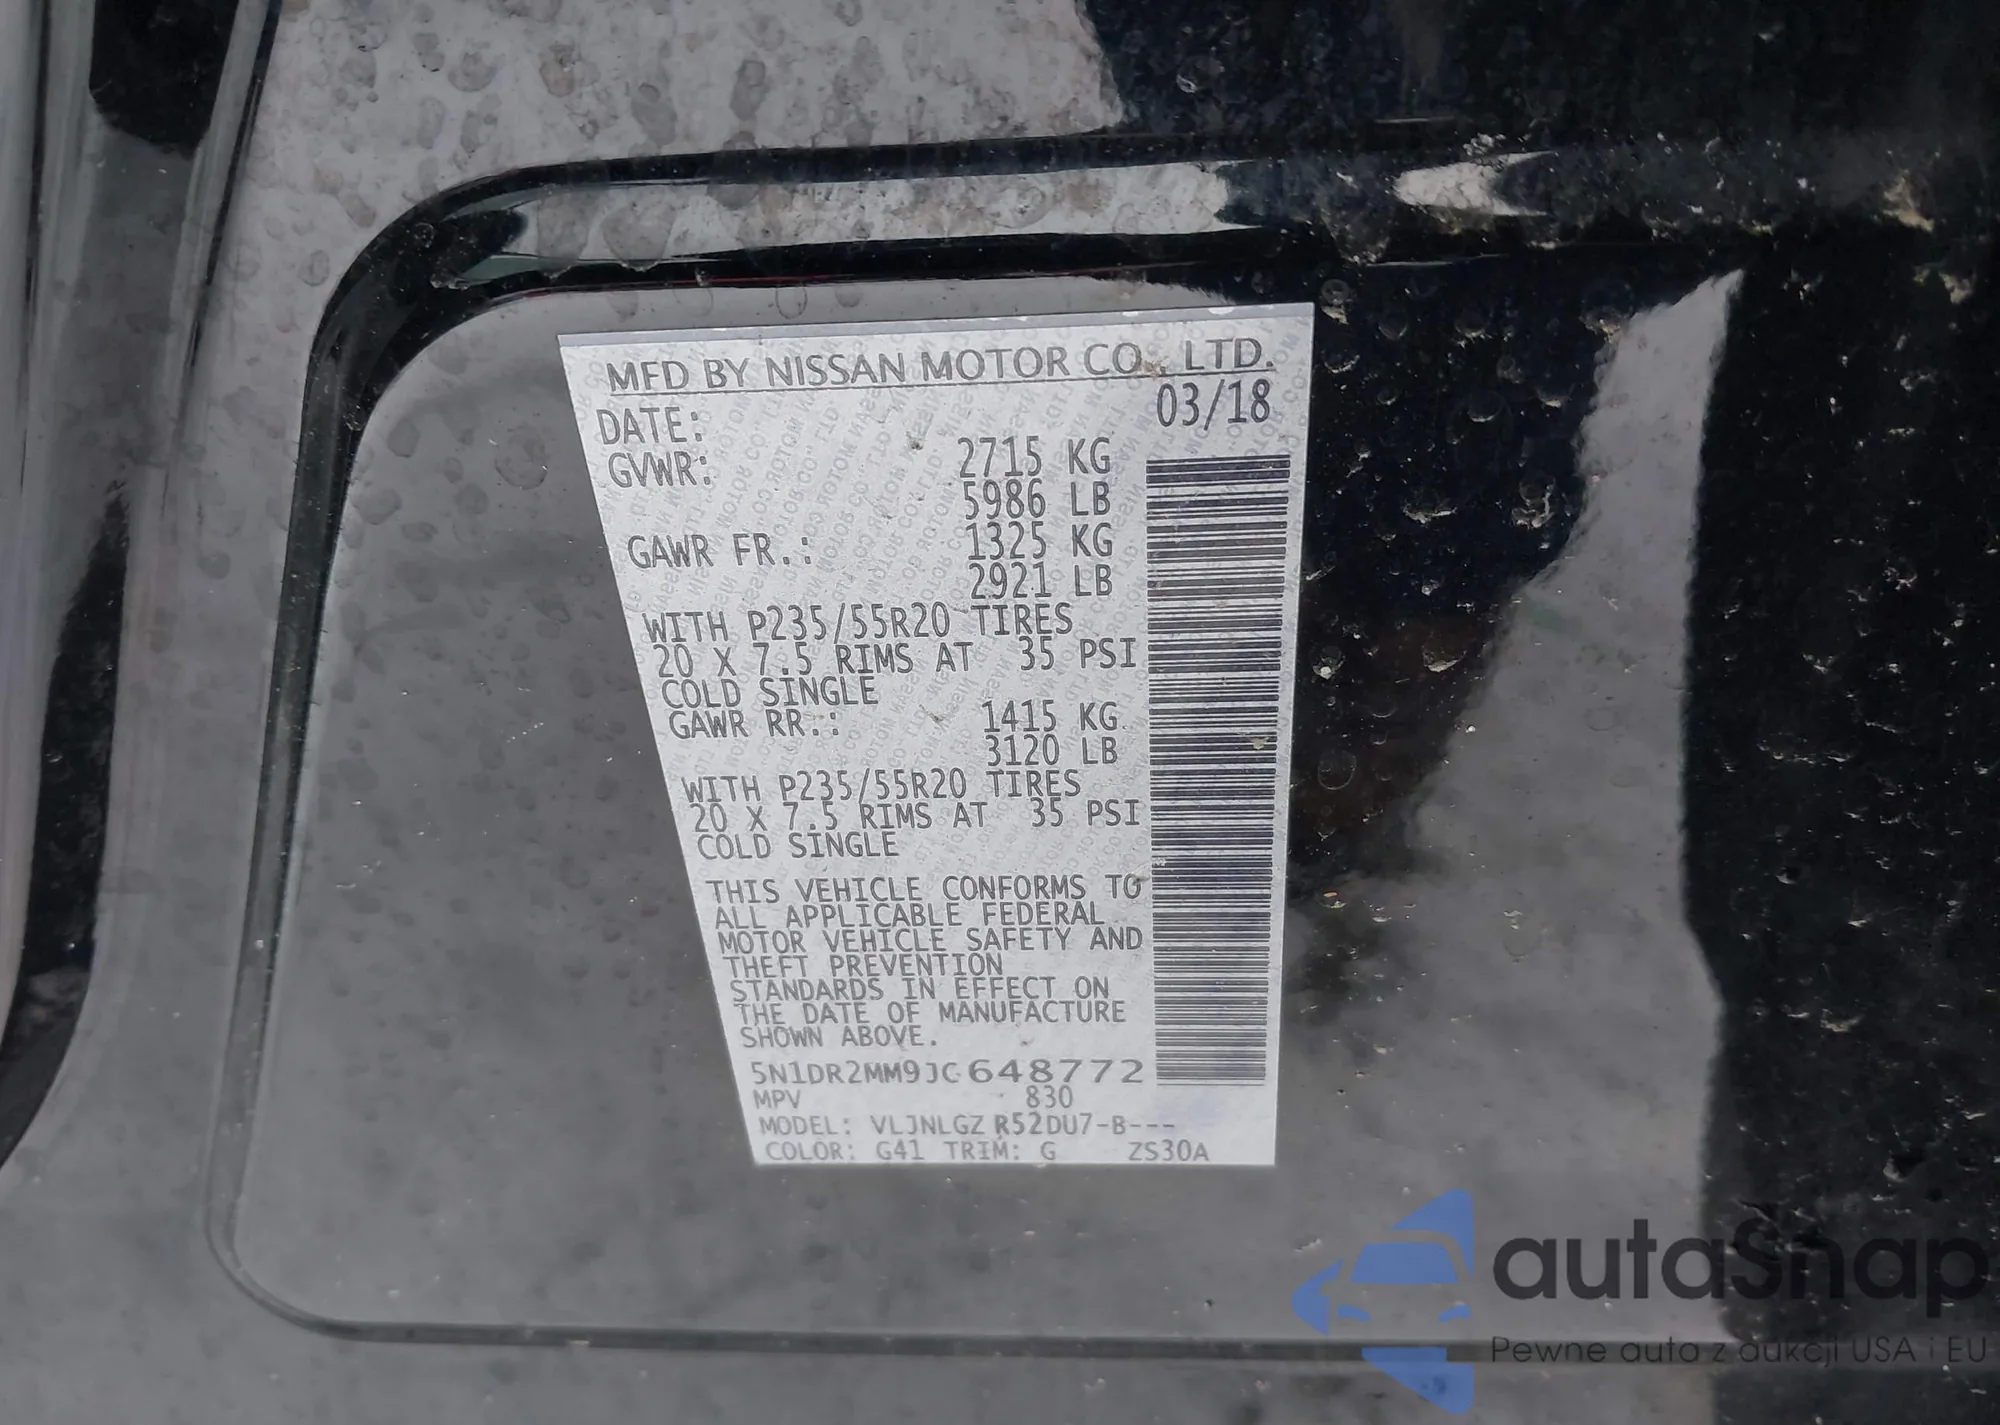 MFD BY NISSAN MOTOR CO., LTD.
DATE: 03/18
GVWR: 2715 KG
5986 LB
GAWR FR.: 1325 KG
2921 LB
WITH P235/55R20 TIRES
20 X 7.5 RIMS AT 35 PSI
COLD SINGLE
GAWR RR.: 1415 KG
3120 LB
WITH P235/55R20 TIRES
20 X 7.5 RIMS AT 35 PSI
COLD SINGLE
THIS VEHICLE CONFORMS TO
ALL APPLICABLE FEDERAL
MOTOR VEHICLE SAFETY AND
THEFT PREVENTION
STANDARDS IN EFFECT ON
THE DATE OF MANUFACTURE
SHOWN ABOVE.
5N1DR2MM9JC648772
MPV 830
MODEL: VLJNLGZ R52DU7-B---
COLOR: G41 TRIM: G ZS30A
autaSnap
Pewne auta z aukcji USA i EU